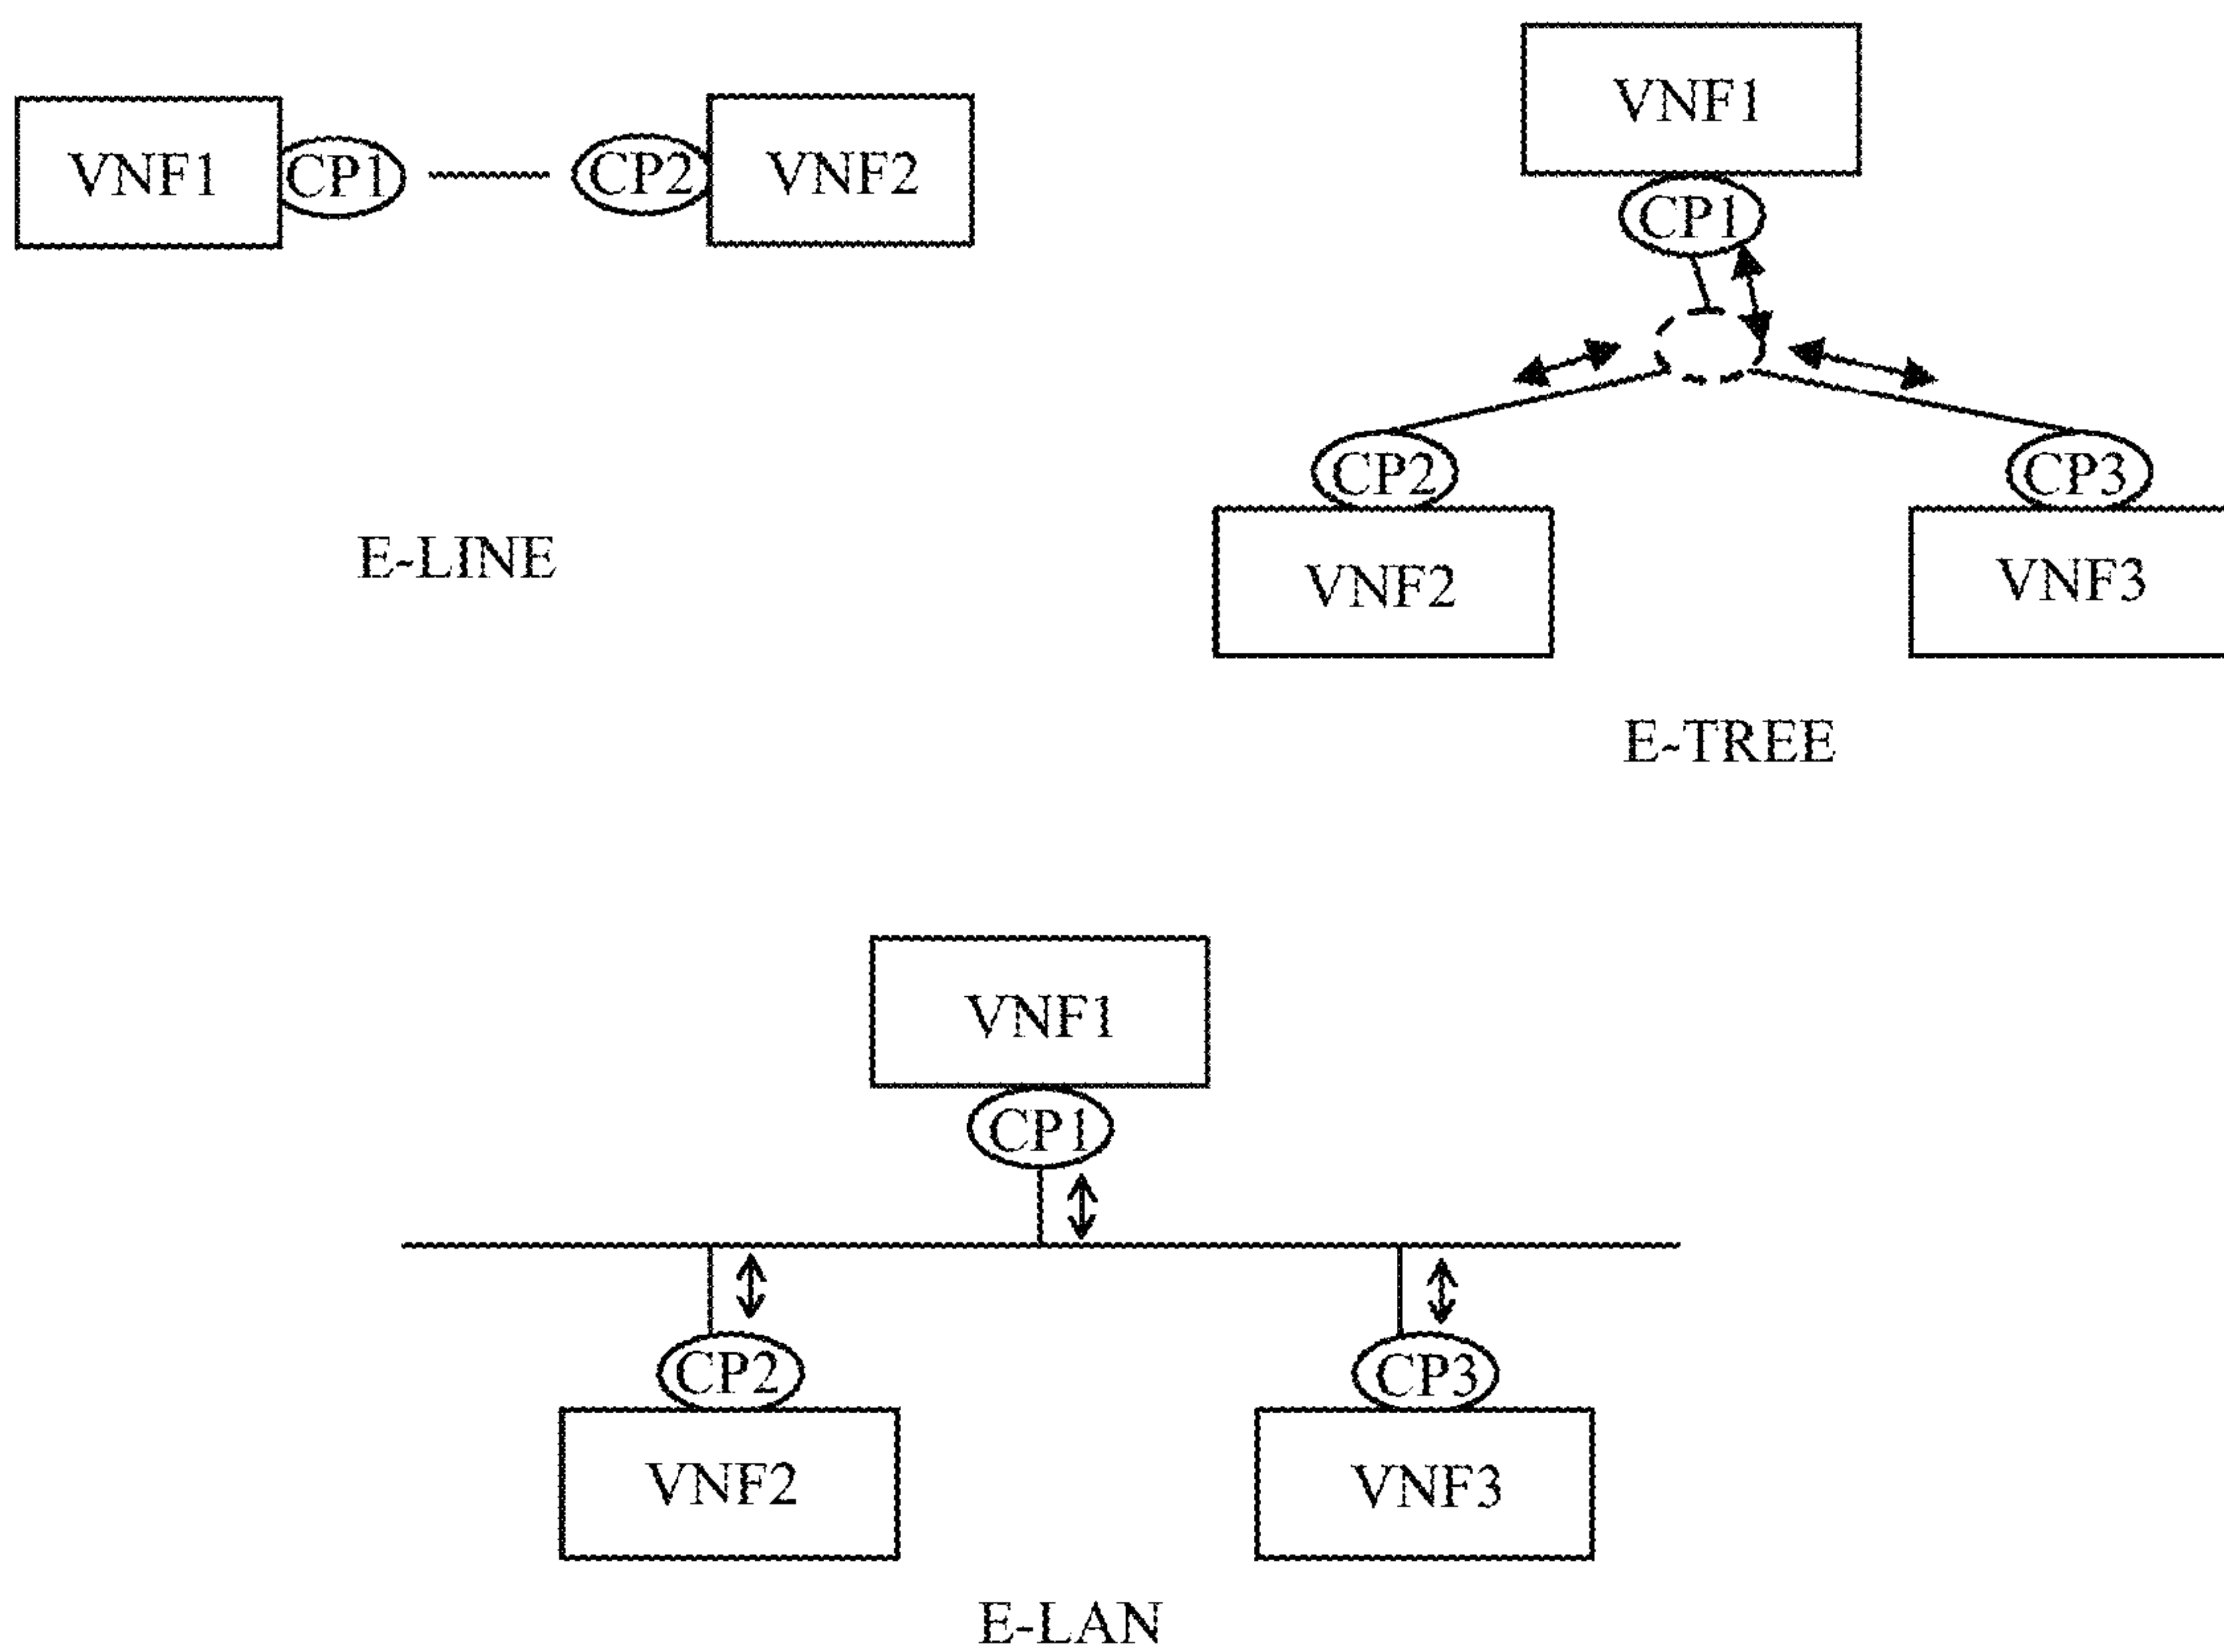 VNF1
CP1
CP2
VNF2
E-LINE
VNF1
CP1
CP2
CP3
VNF2
VNF3
E-TREE
VNF1
CP1
CP2
CP3
VNF2
VNF3
E-LAN